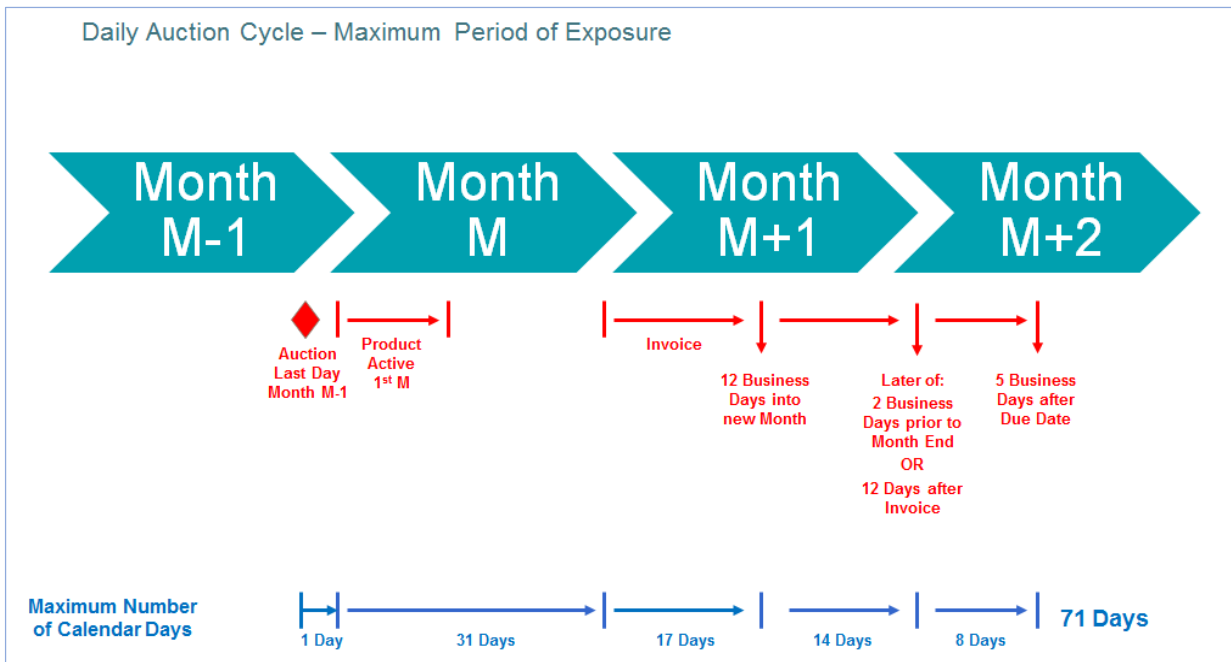 Daily Auction Cycle – Maximum Period of Exposure
Month
M-1
Month
M
Month
M+1
Month
M+2
Auction
Last Day
Month M-1
Product
Active
1st M
Invoice
12 Business
Days into
new Month
Later of:
2 Business
Days prior to
Month End
OR
12 Days after
Invoice
5 Business
Days after
Due Date
Maximum Number
of Calendar Days
1 Day
31 Days
17 Days
14 Days
8 Days
71 Days